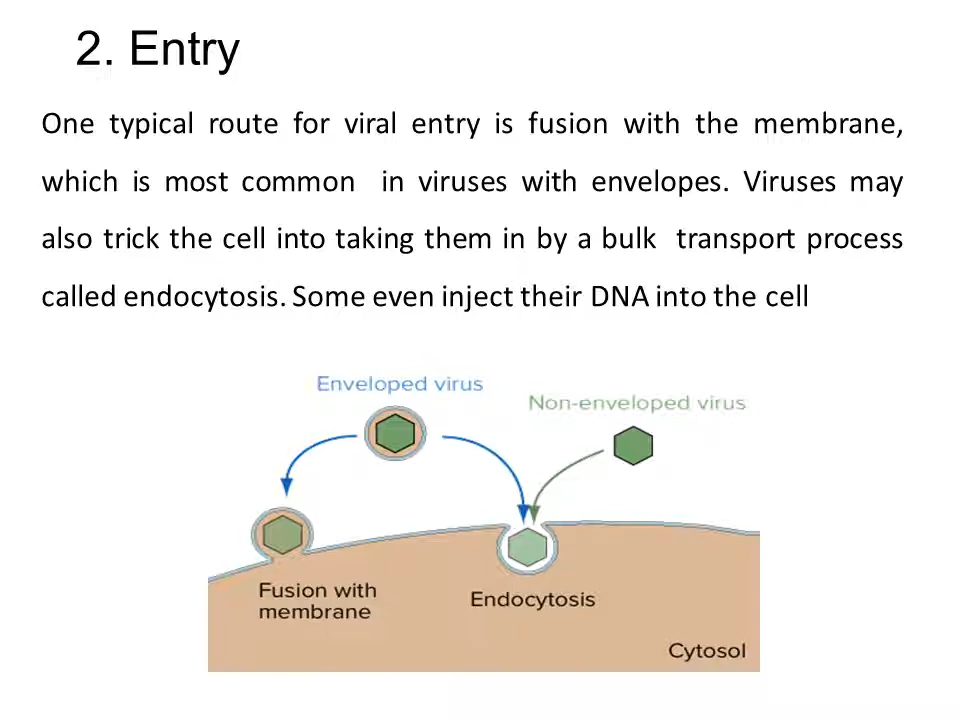 2. Entry
One typical route for viral entry is fusion with the membrane,
which is most common in viruses with envelopes. Viruses may
also trick the cell into taking them in by a bulk transport process
called endocytosis. Some even inject their DNA into the cell
Enveloped virus
Non-enveloped virus
Fusion with
membrane
Endocytosis
Cytosol